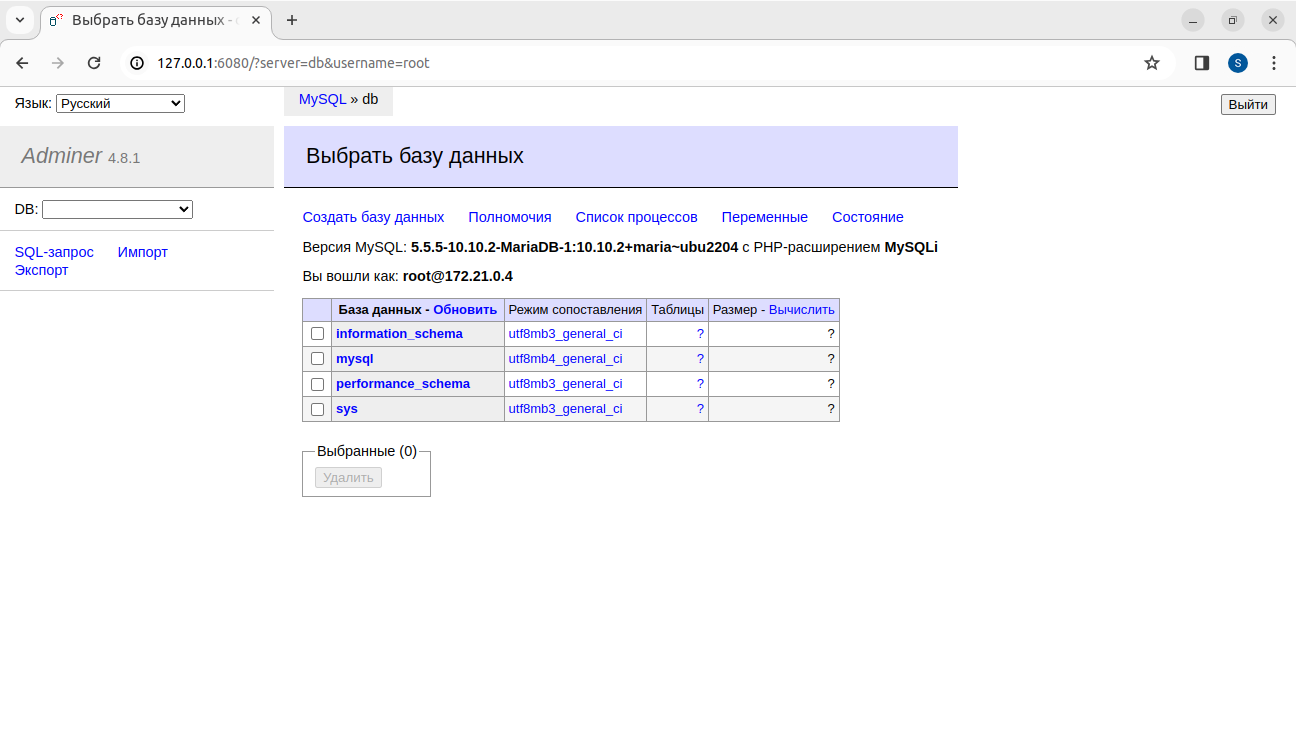 Выбрать базу данных -
127.0.0.1:6080/?server=db&username=root
S
Язык: Русский
MySQL » db
Выйти
Adminer 4.8.1
Выбрать базу данных
DB:
Создать базу данных Полномочия Список процессов Переменные Состояние
SQL-запрос Импорт
Экспорт
Версия MySQL: 5.5.5-10.10.2-MariaDB-1:10.10.2+maria~ubu2204 с PHP-расширением MySQLi
Вы вошли как: root@172.21.0.4
База данных - Обновить Режим сопоставления Таблицы Размер - Вычислить
information_schema utf8mb3_general_ci ? ?
mysql utf8mb4_general_ci ? ?
performance_schema utf8mb3_general_ci ? ?
sys utf8mb3_general_ci ? ?
Выбранные (0)
Удалить